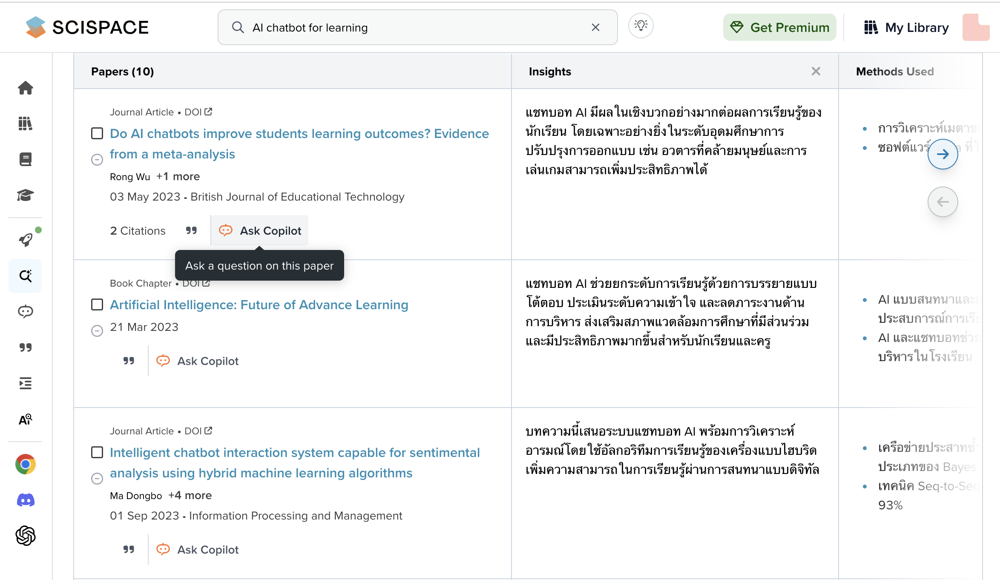 SCISPACE
AI chatbot for learning
Get Premium
My Library
Papers (10)
Insights
Methods Used
Journal Article • DOI
Do AI chatbots improve students learning outcomes? Evidence
from a meta-analysis
Rong Wu +1 more
03 May 2023 - British Journal of Educational Technology
2 Citations
Ask Copilot
Ask a question on this paper
แชทบอท AI มีผลในเชิงบวกอย่างมากต่อผลการเรียนรู้ของ
นักเรียน โดยเฉพาะอย่างยิ่งในระดับอุดมศึกษาการ
ปรับปรุงการออกแบบ เช่น อวตารที่คล้ายมนุษย์และการ
เล่นเกมสามารถเพิ่มประสิทธิภาพได้
การวิเคราะห์เมตาข
ซอฟต์แวร์
ที่
Book Chapter • DOI
Artificial Intelligence: Future of Advance Learning
21 Mar 2023
Ask Copilot
แชทบอท AI ช่วยยกระดับการเรียนรู้ด้วยการบรรยายแบบ
โต้ตอบ ประเมินระดับความเข้าใจ และลดภาระงานด้าน
การบริหาร ส่งเสริมสภาพแวดล้อมการศึกษาที่มีส่วนร่วม
และมีประสิทธิภาพมากขึ้นสำหรับนักเรียนและครู
AI แบบสนทนาและ
ประสบการณ์การเรีย
AI และแชทบอทช่วย
บริหารในโรงเรียน
Journal Article • DOI
Intelligent chatbot interaction system capable for sentimental
analysis using hybrid machine learning algorithms
Ma Dongbo +4 more
01 Sep 2023 - Information Processing and Management
Ask Copilot
บทความนี้เสนอระบบแชทบอท AI พร้อมการวิเคราะห์
อารมณ์โดยใช้อัลกอริทึมการเรียนรู้ของเครื่องแบบไฮบริด
เพิ่มความสามารถในการเรียนรู้ผ่านการสนทนาแบบดิจิทัล
เครือข่ายประสาทซ้ำ
ประเภทของ Bayes
เทคนิค Seq-to-Seq
93%